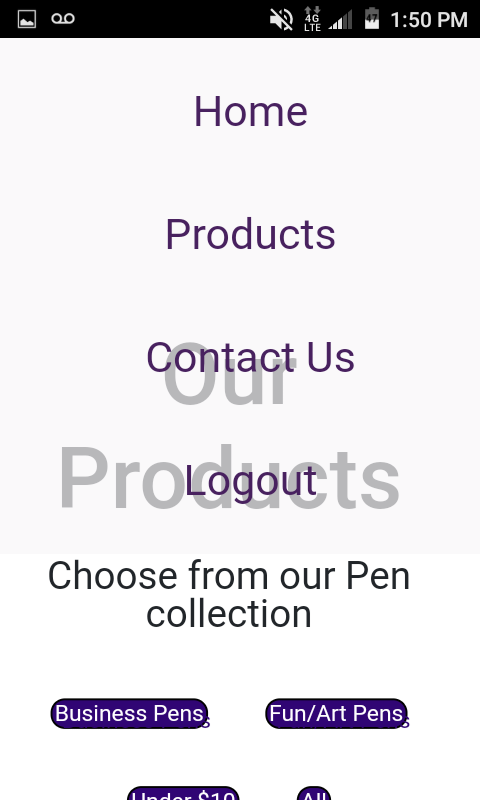 4G LTE 47 1:50 PM
Home
Products
Contact Us
Our
Products
Logout
Choose from our Pen
collection
Business Pens Fun/Art Pens
Under $10 All